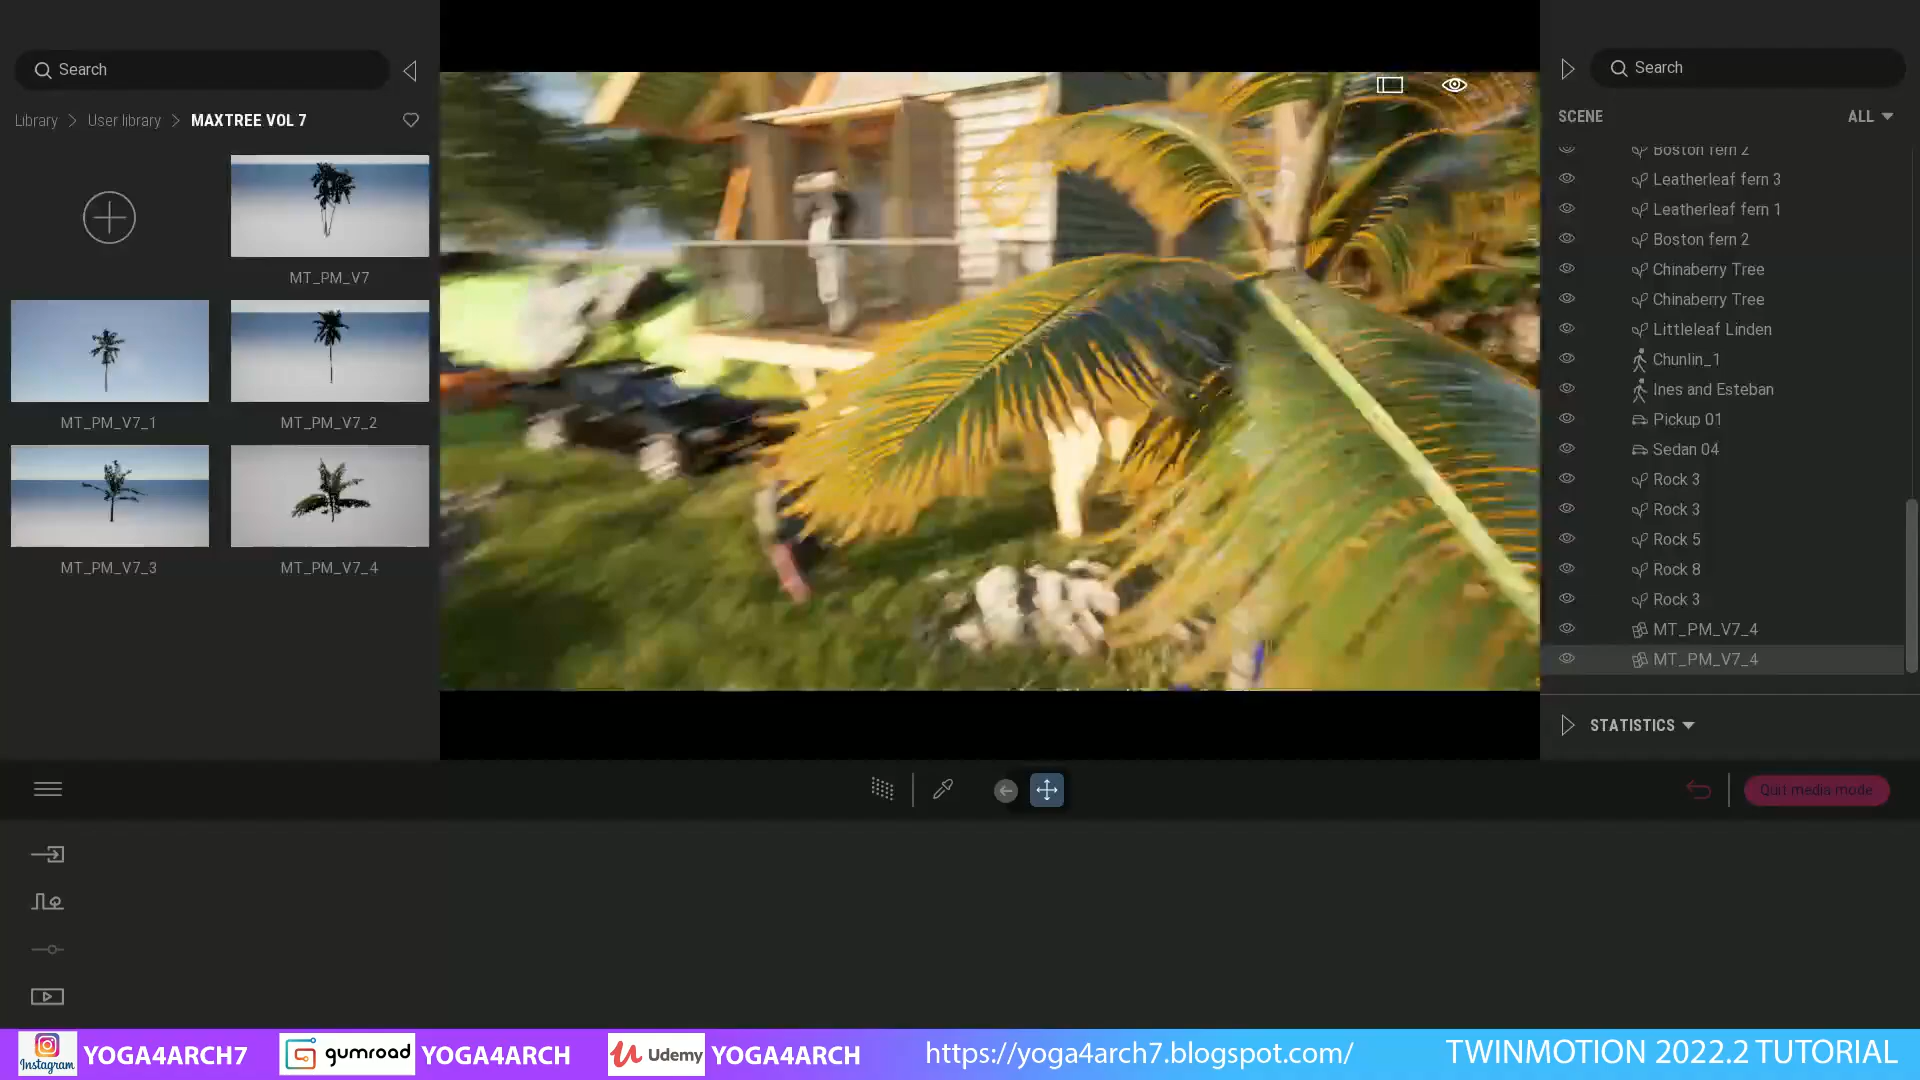 Search
Library > User library > MAXTREE VOL 7
MT_PM_V7
MT_PM_V7_1
MT_PM_V7_2
MT_PM_V7_3
MT_PM_V7_4
Search
SCENE
ALL
Boston fern 2
Leatherleaf fern 3
Leatherleaf fern 1
Boston fern 2
Chinaberry Tree
Chinaberry Tree
Littleleaf Linden
Chunlin_1
Ines and Esteban
Pickup 01
Sedan 04
Rock 3
Rock 3
Rock 5
Rock 8
Rock 3
MT_PM_V7_4
MT_PM_V7_4
STATISTICS
Quit media mode
Instagram YOGA4ARCH7
gumroad YOGA4ARCH
Udemy YOGA4ARCH
https://yoga4arch7.blogspot.com/
TWINMOTION 2022.2 TUTORIAL